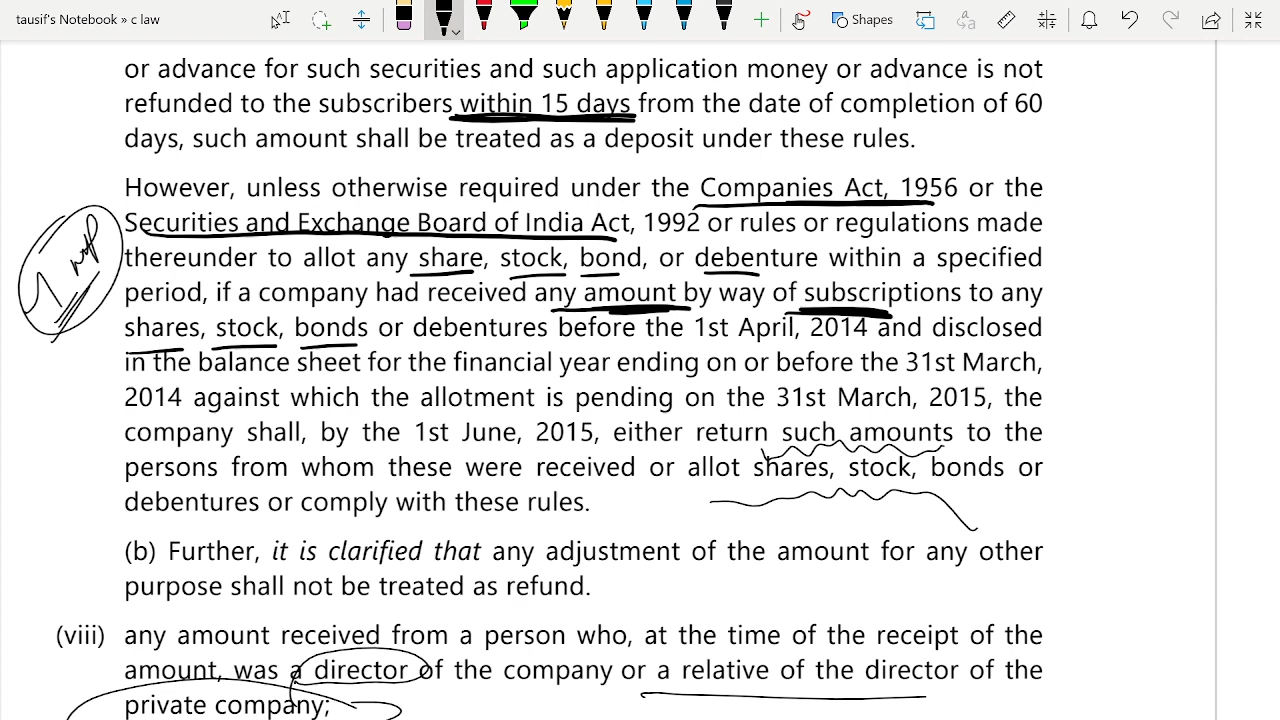 tausif's Notebook » c law
Shapes
or advance for such securities and such application money or advance is not
refunded to the subscribers within 15 days from the date of completion of 60
days, such amount shall be treated as a deposit under these rules.
However, unless otherwise required under the Companies Act, 1956 or the
Securities and Exchange Board of India Act, 1992 or rules or regulations made
thereunder to allot any share, stock, bond, or debenture within a specified
period, if a company had received any amount by way of subscriptions to any
shares, stock, bonds or debentures before the 1st April, 2014 and disclosed
in the balance sheet for the financial year ending on or before the 31st March,
2014 against which the allotment is pending on the 31st March, 2015, the
company shall, by the 1st June, 2015, either return such amounts to the
persons from whom these were received or allot shares, stock, bonds or
debentures or comply with these rules.
(b) Further, it is clarified that any adjustment of the amount for any other
purpose shall not be treated as refund.
(viii) any amount received from a person who, at the time of the receipt of the
amount, was a director of the company or a relative of the director of the
private company;